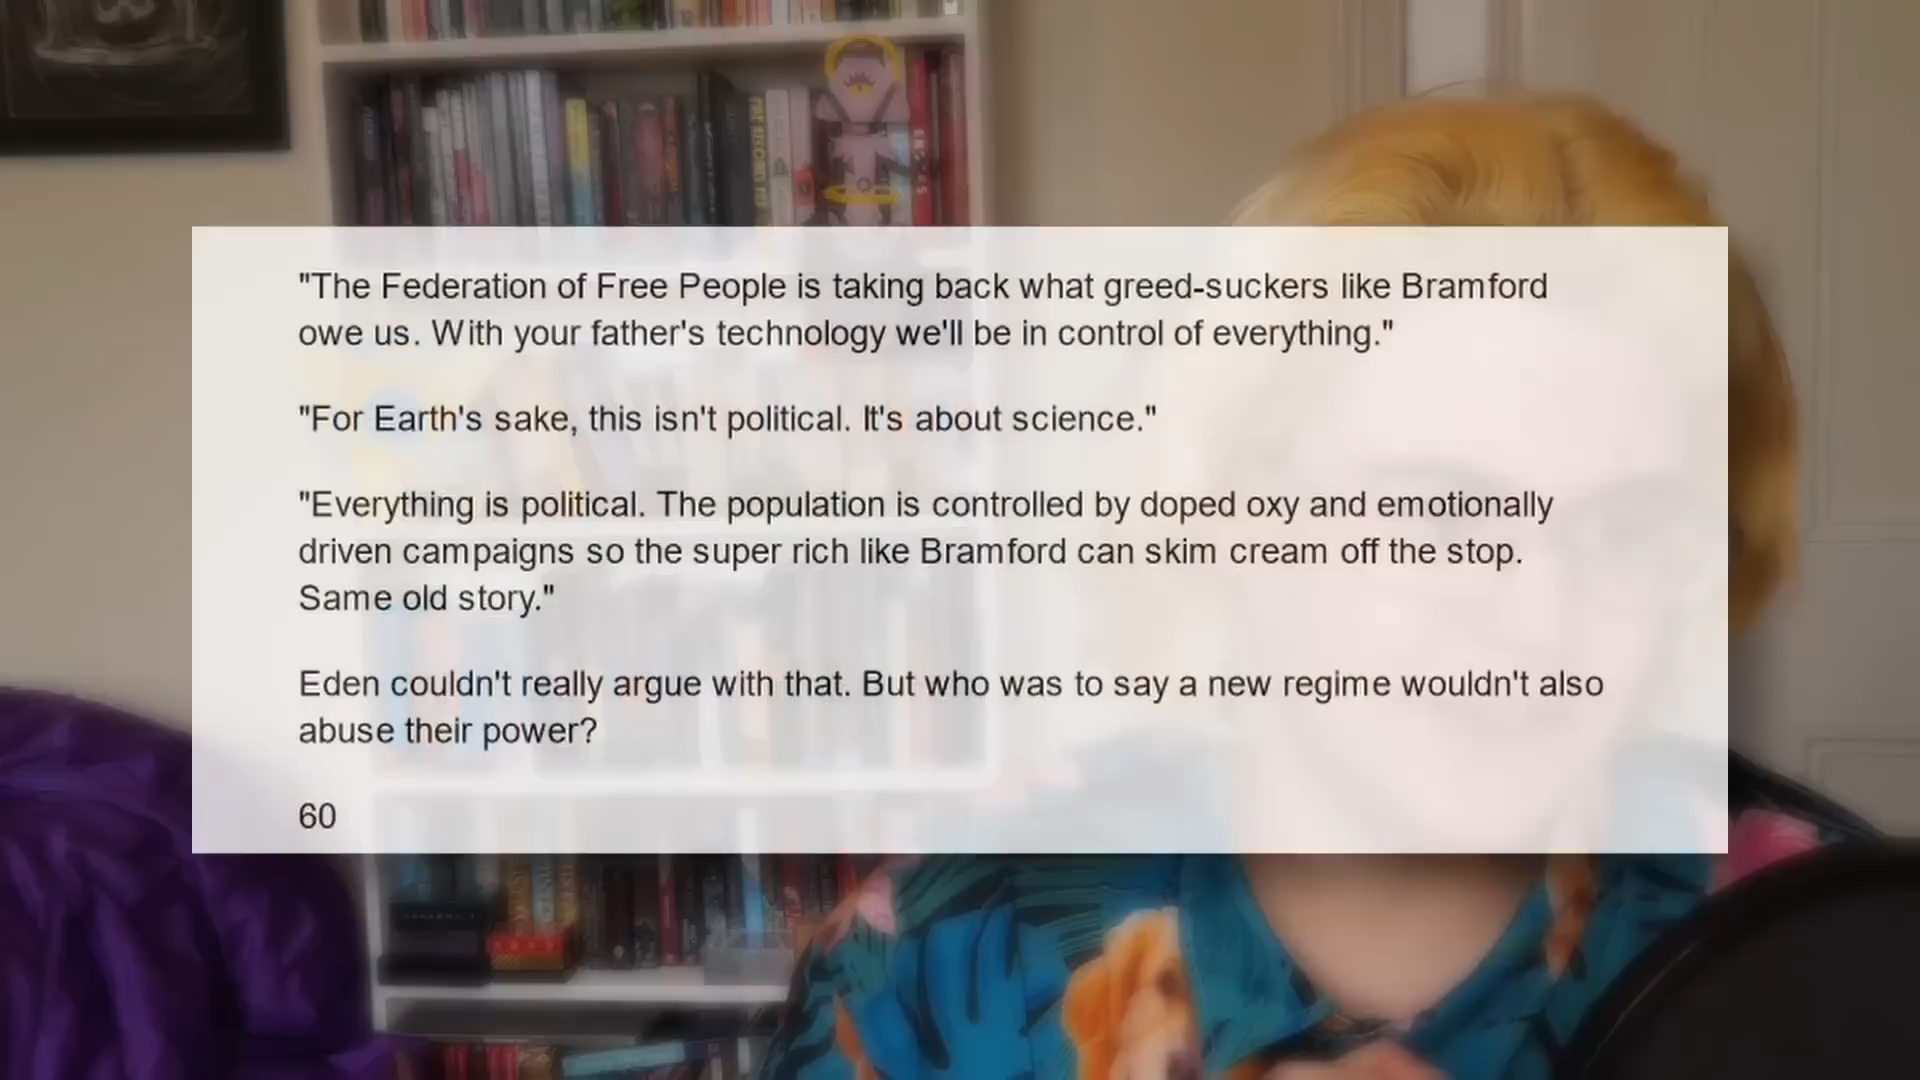 "The Federation of Free People is taking back what greed-suckers like Bramford
owe us. With your father's technology we'll be in control of everything."
"For Earth's sake, this isn't political. It's about science."
"Everything is political. The population is controlled by doped oxy and emotionally
driven campaigns so the super rich like Bramford can skim cream off the stop.
Same old story."
Eden couldn't really argue with that. But who was to say a new regime wouldn't also
abuse their power?
60